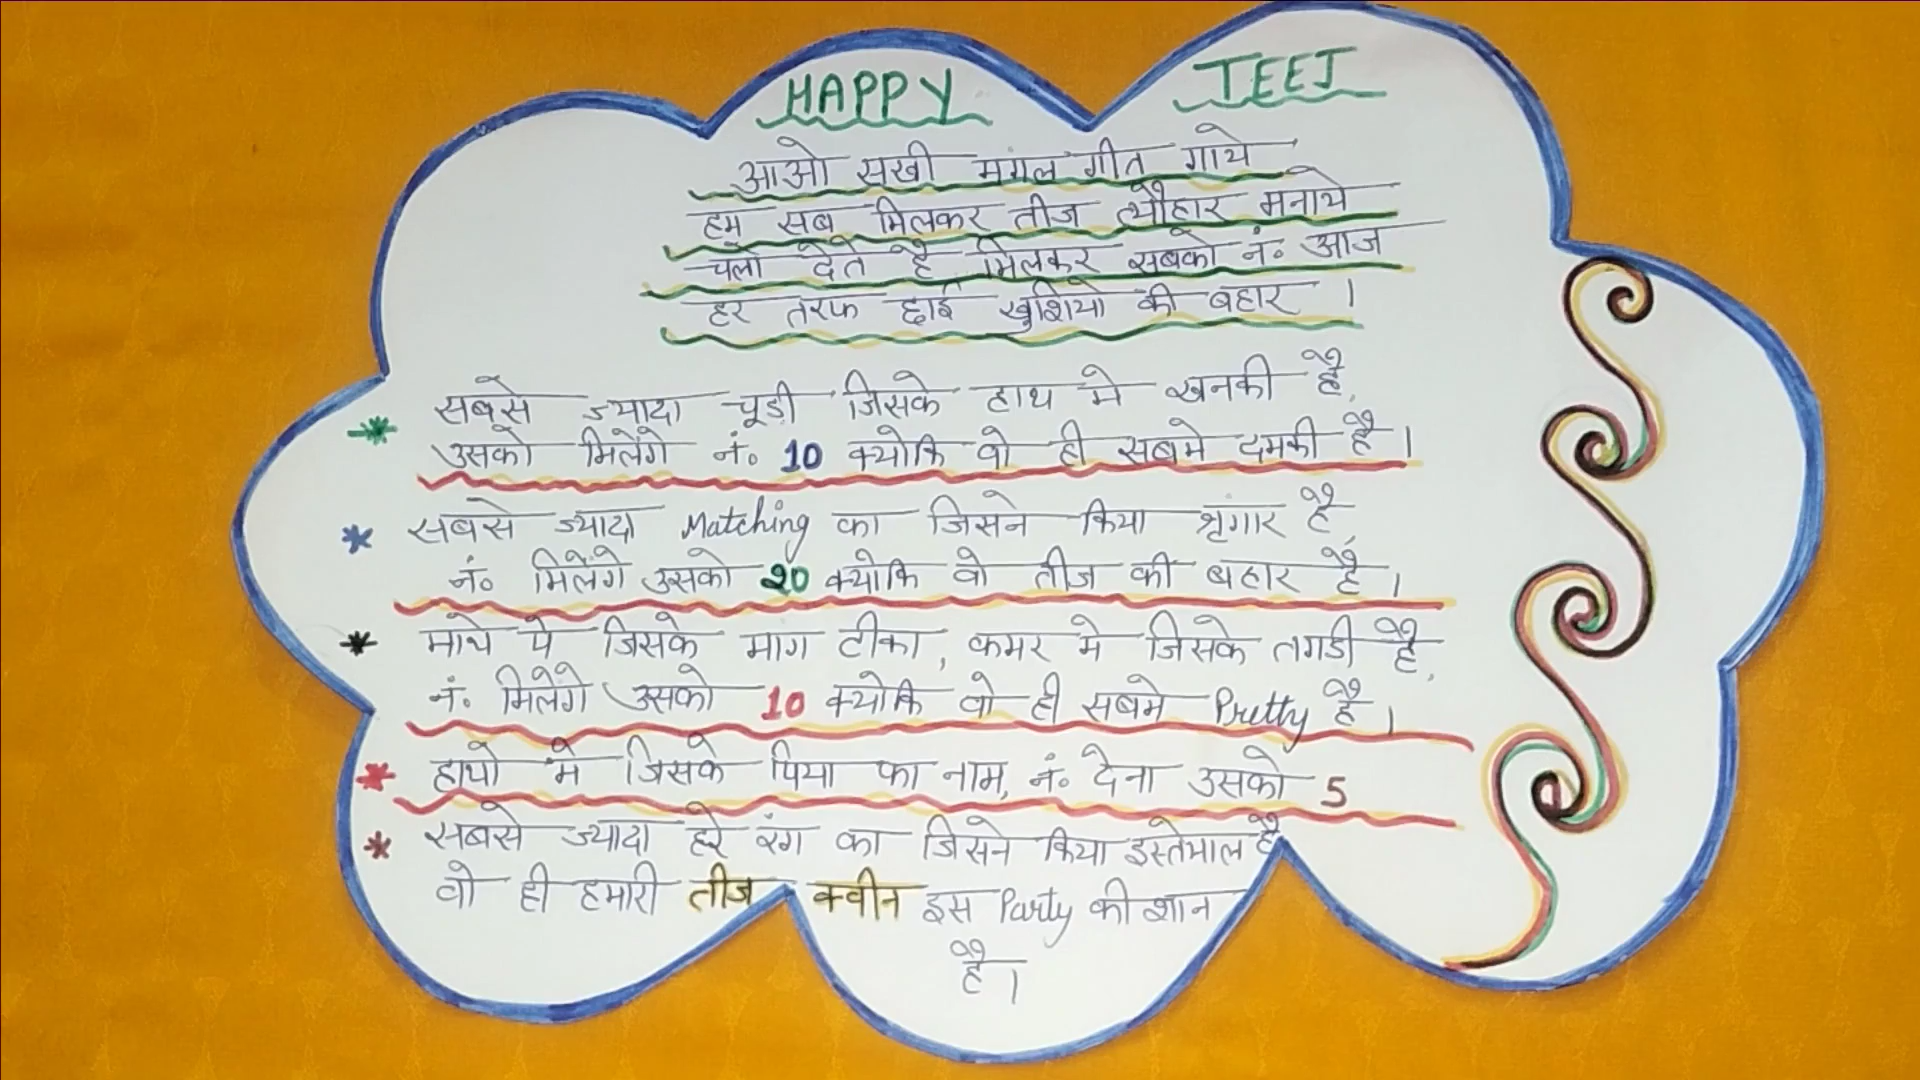 HAPPY TEEJ
आओ सखी मंगल गीत गाये
हम सब मिलकर तीज त्यौहार मनाये
चलो देते है मिलकर सबको नं॰ आज
हर तरफ छाई खुशियो की बहार ।
सबसे ज्यादा चूडी जिसके हाथ मे खनकी है,
उसको मिलेंगे नं॰ 10 क्योकि वो ही सबमे दमकी है ।
सबसे ज्यादा Matching का जिसने किया श्रृंगार है,
नं॰ मिलेंगे उसको 20 क्योकि वो तीज की बहार है ।
माथे पे जिसके माग टीका, कमर मे जिसके तगडी है,
नं॰ मिलेंगे उसको 10 क्योकि वो ही सबमे Pretty है ।
हाथो मे जिसके पिया का नाम, नं॰ देना उसको 5
सबसे ज्यादा हरे रंग का जिसने किया इस्तेमाल है
वो ही हमारी तीज क्वीन इस Party की शान
है ।